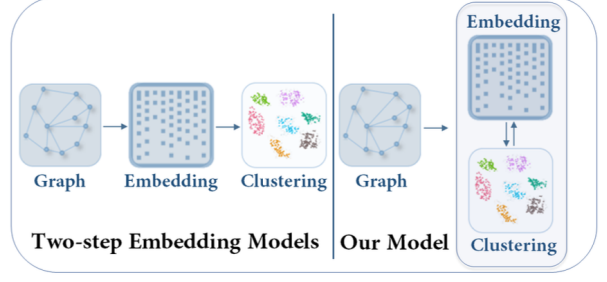 Graph
Embedding
Clustering
Two-step Embedding Models
Embedding
Graph
Clustering
Our Model